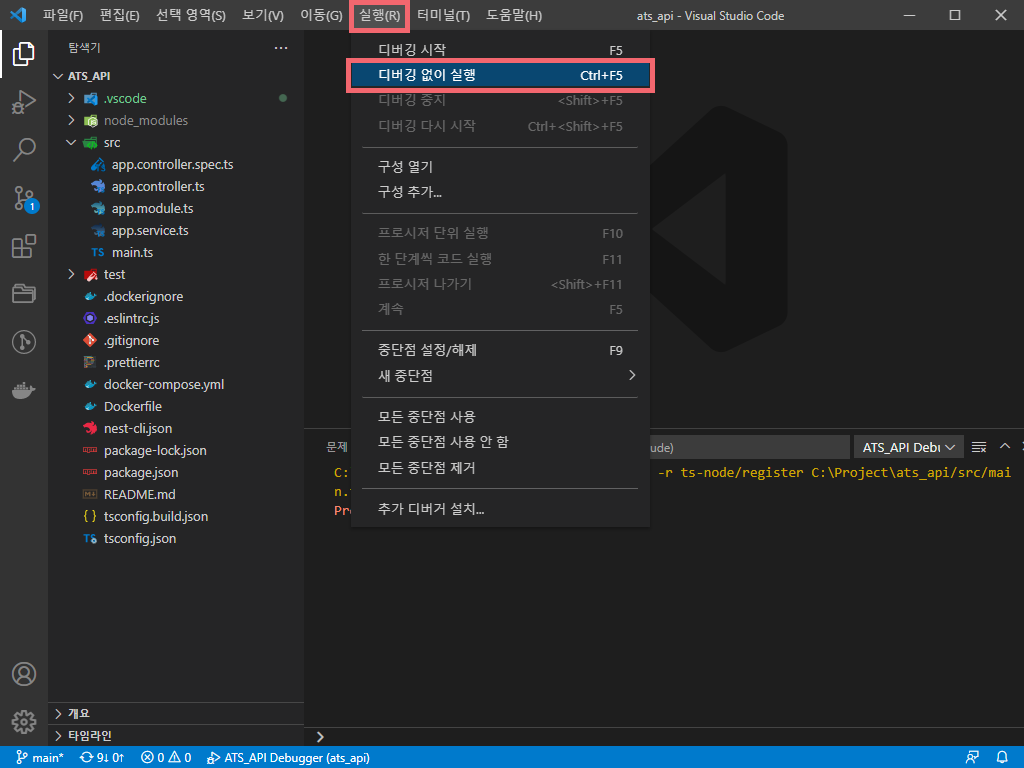 파일(F) 편집(E) 선택 영역(S) 보기(V) 이동(G) 실행(R) 터미널(T) 도움말(H) ats_api - Visual Studio Code
탐색기
ATS_API
.vscode
node_modules
src
app.controller.spec.ts
app.controller.ts
app.module.ts
app.service.ts
TS main.ts
test
.dockerignore
.eslintrc.js
.gitignore
.prettierrc
docker-compose.yml
Dockerfile
nest-cli.json
package-lock.json
package.json
README.md
{ } tsconfig.build.json
TS tsconfig.json
개요
타임라인
1
디버깅 시작 F5
디버깅 없이 실행 Ctrl+F5
디버깅 중지 <Shift>+F5
디버깅 다시 시작 Ctrl+<Shift>+F5
구성 열기
구성 추가...
프로시저 단위 실행 F10
한 단계씩 코드 실행 F11
프로시저 나가기 <Shift>+F11
계속 F5
중단점 설정/해제 F9
새 중단점
모든 중단점 사용
모든 중단점 사용 안 함
모든 중단점 제거
추가 디버거 설치...
문제 ude) ATS_API Debu
C: -r ts-node/register C:\Project\ats_api/src/mai
n.
Pr
main* 9↓ 0↑ 0 0 ATS_API Debugger (ats_api)